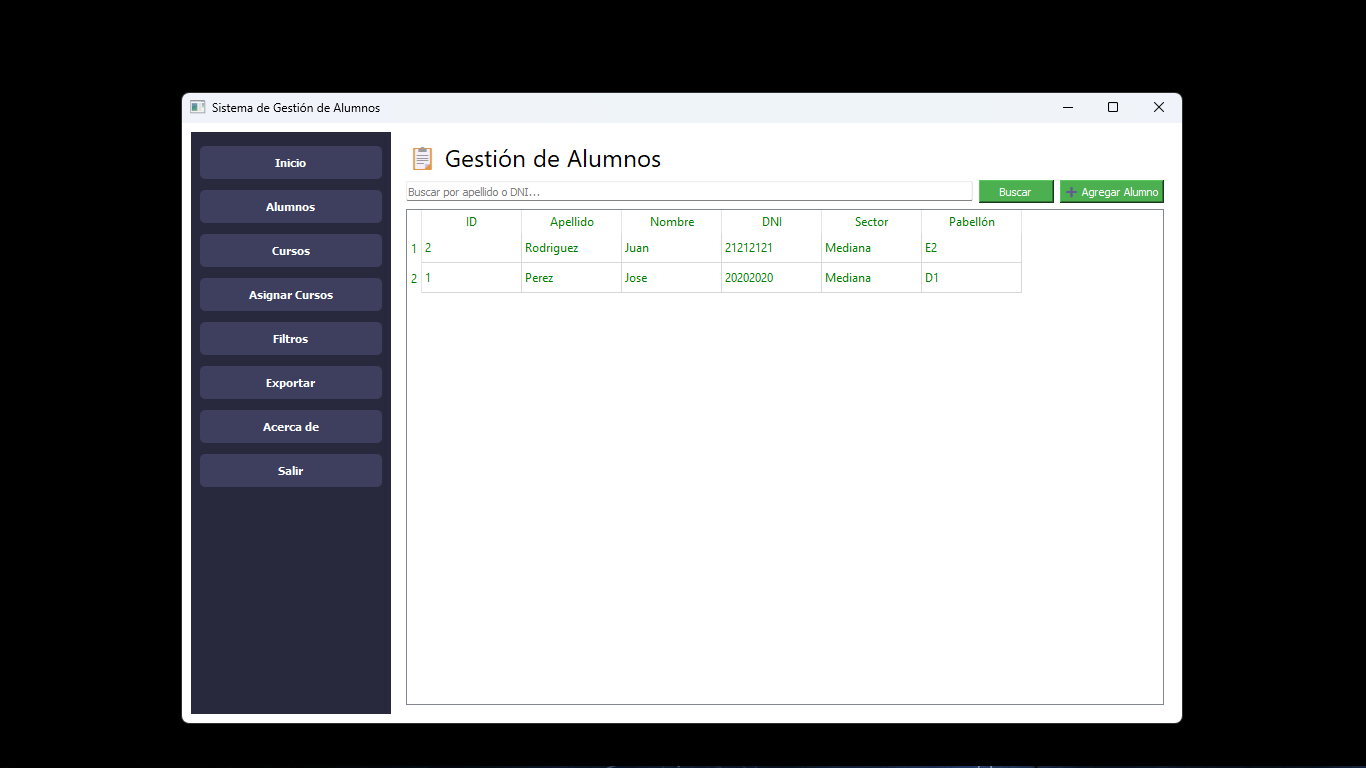 Sistema de Gestión de Alumnos
Inicio
Alumnos
Cursos
Asignar Cursos
Filtros
Exportar
Acerca de
Salir
Gestión de Alumnos
Buscar por apellido o DNI...
Buscar
Agregar Alumno
ID Apellido Nombre DNI Sector Pabellón
1 2 Rodriguez Juan 21212121 Mediana E2
2 1 Perez Jose 20202020 Mediana D1